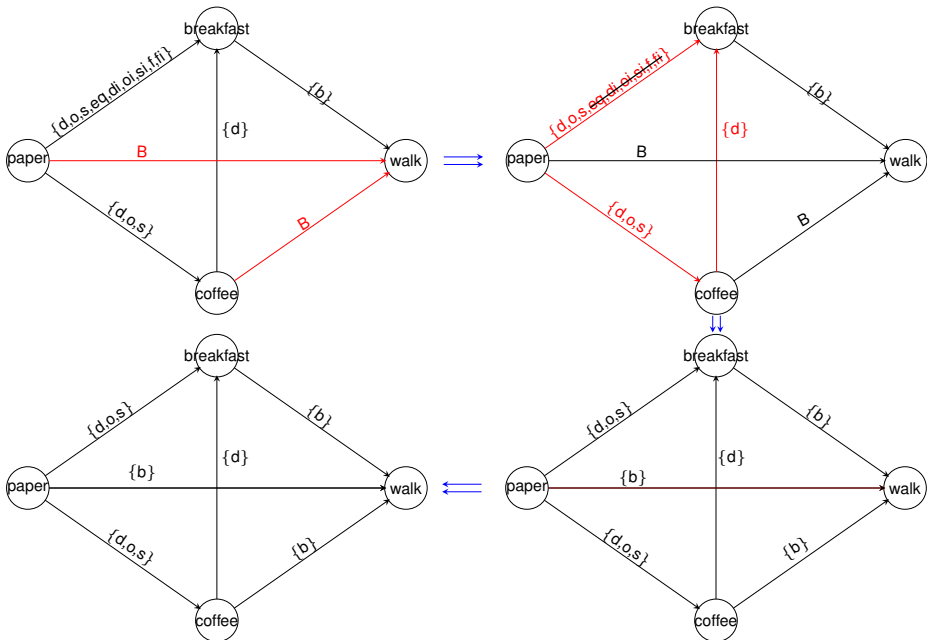 breakfast
{d,o,s,eq,di,oi,si,f,fi}
{b}
{d}
paper
B
walk
{d,o,s}
B
coffee
breakfast
{d,o,s,eq,di,oi,si,f,fi}
{b}
{d}
paper
B
walk
{d,o,s}
B
coffee
breakfast
{d,o,s}
{b}
{d}
{b}
paper
walk
{d,o,s}
{b}
coffee
breakfast
{d,o,s}
{b}
{d}
{b}
paper
walk
{d,o,s}
{b}
coffee